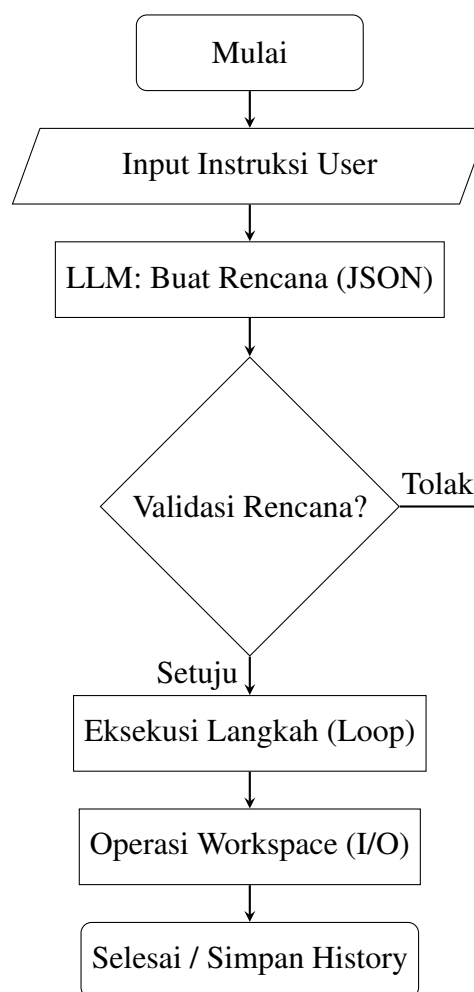 Mulai
Input Instruksi User
LLM: Buat Rencana (JSON)
Validasi Rencana?
Tolak
Setuju
Eksekusi Langkah (Loop)
Operasi Workspace (I/O)
Selesai / Simpan History